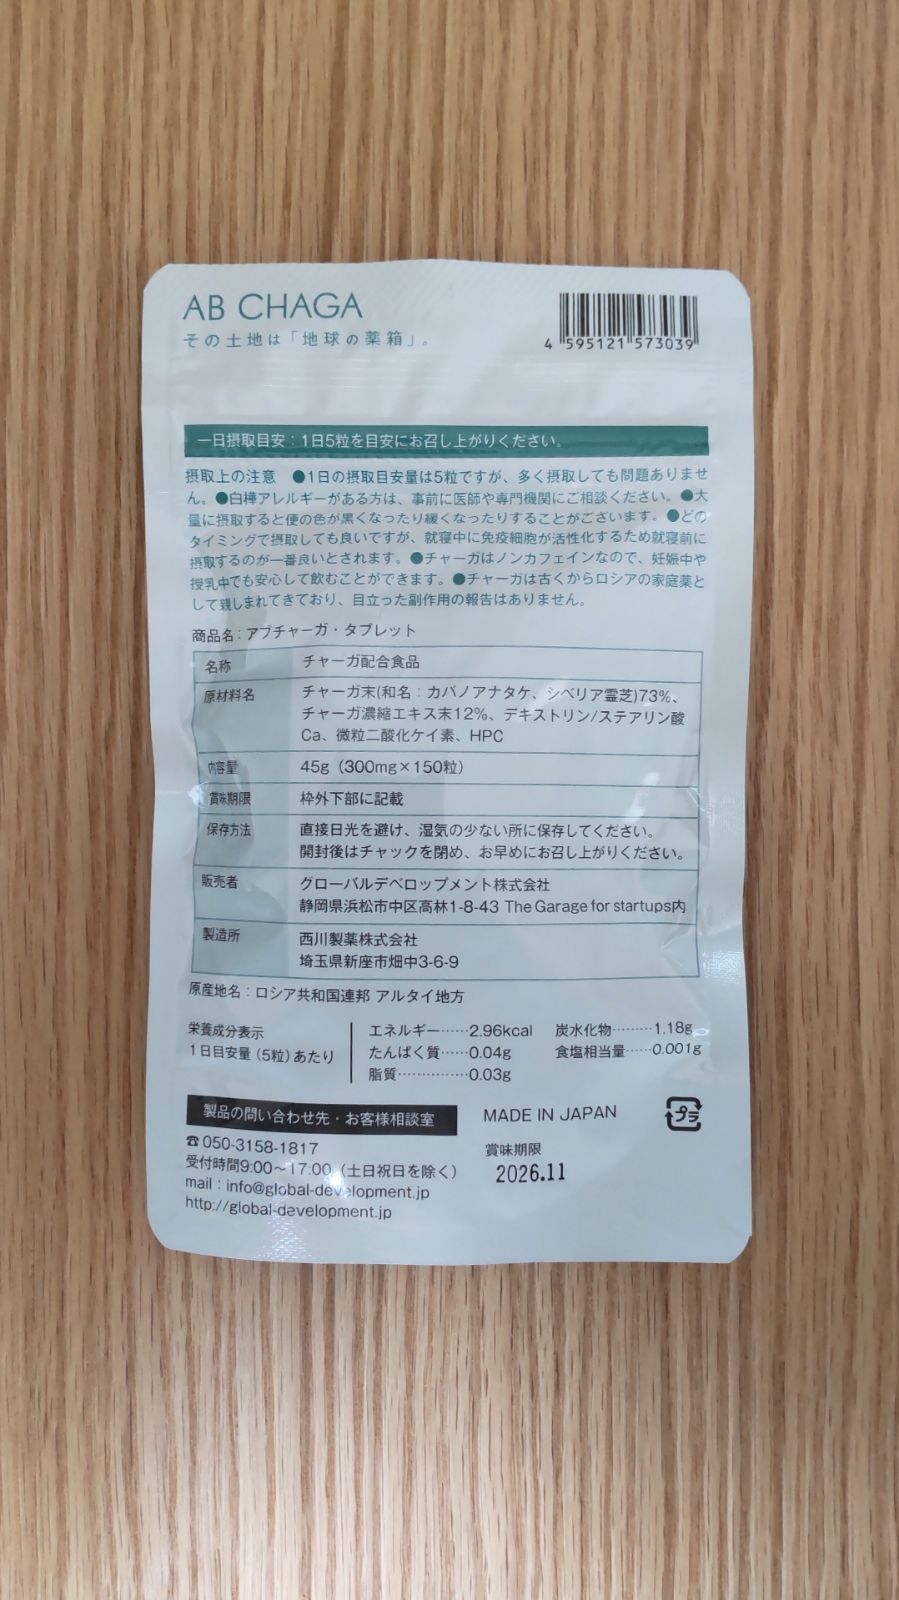 AB CHAGA
その土地は「地球の薬箱」。
4 595121 573039
一日摂取目安：1日5粒を目安にお召し上がりください。
摂取上の注意　●1日の摂取目安量は5粒ですが、多く摂取しても問題ありませ
ん。●白樺アレルギーがある方は、事前に医師や専門機関にご相談ください。●大
量に摂取すると便の色が黒くなったり緩くなったりすることがございます。●どの
タイミングで摂取しても良いですが、就寝中に免疫細胞が活性化するため就寝前に
摂取するのが一番良いとされます。●チャーガはノンカフェインなので、妊娠中や
授乳中でも安心して飲むことができます。●チャーガは古くからロシアの家庭薬と
して親しまれてきており、目立った副作用の報告はありません。
商品名：アブチャーガ・タブレット
名称 チャーガ配合食品
原材料名 チャーガ末(和名：カバノアナタケ、シベリア霊芝)73%、
チャーガ濃縮エキス末12%、デキストリン/ステアリン酸
Ca、微粒二酸化ケイ素、HPC
内容量 45g（300mg×150粒）
賞味期限 枠外下部に記載
保存方法 直接日光を避け、湿気の少ない所に保存してください。
開封後はチャックを閉め、お早めにお召し上がりください。
販売者 グローバルデベロップメント株式会社
静岡県浜松市中区高林1-8-43 The Garage for startups内
製造所 西川製薬株式会社
埼玉県新座市畑中3-6-9
原産地名：ロシア共和国連邦 アルタイ地方
栄養成分表示
1日目安量（5粒）あたり
エネルギー……2.96kcal 炭水化物………1.18g
たんぱく質……0.04g 食塩相当量……0.001g
脂質……………0.03g
製品の問い合わせ先・お客様相談室
☎050-3158-1817
受付時間9:00〜17:00（土日祝日を除く）
mail：info@global-development.jp
http://global-development.jp
MADE IN JAPAN
プラ
賞味期限
2026.11